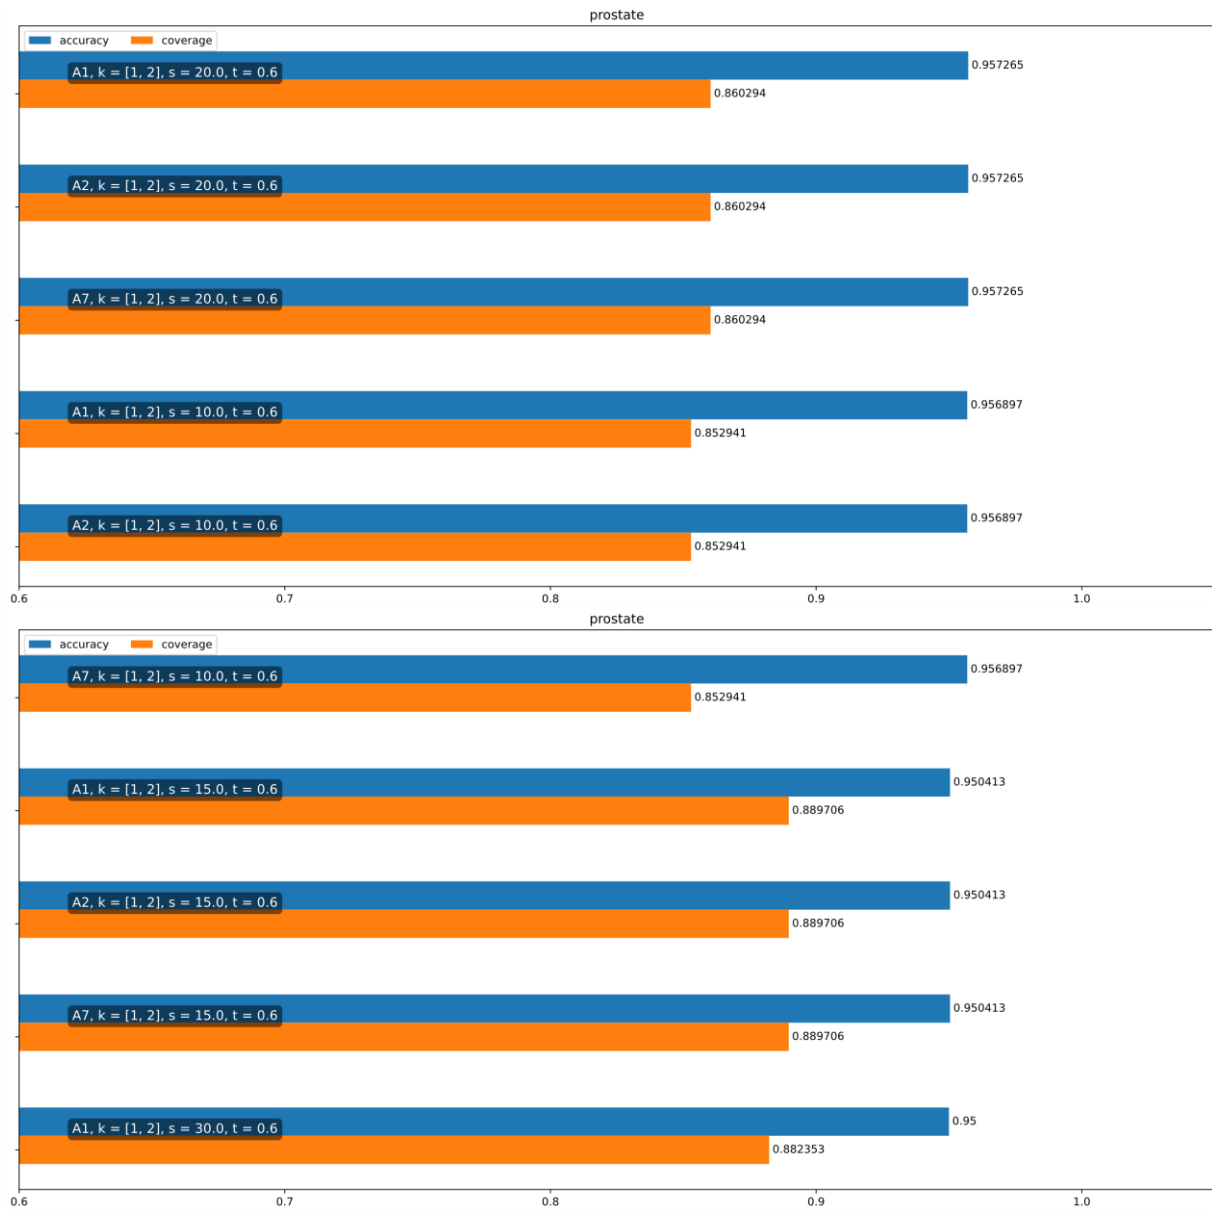 prostate
accuracy coverage
A1, k = [1, 2], s = 20.0, t = 0.6
0.957265
0.860294
A2, k = [1, 2], s = 20.0, t = 0.6
0.957265
0.860294
A7, k = [1, 2], s = 20.0, t = 0.6
0.957265
0.860294
A1, k = [1, 2], s = 10.0, t = 0.6
0.956897
0.852941
A2, k = [1, 2], s = 10.0, t = 0.6
0.956897
0.852941
0.6 0.7 0.8 0.9 1.0
prostate
accuracy coverage
A7, k = [1, 2], s = 10.0, t = 0.6
0.956897
0.852941
A1, k = [1, 2], s = 15.0, t = 0.6
0.950413
0.889706
A2, k = [1, 2], s = 15.0, t = 0.6
0.950413
0.889706
A7, k = [1, 2], s = 15.0, t = 0.6
0.950413
0.889706
A1, k = [1, 2], s = 30.0, t = 0.6
0.95
0.882353
0.6 0.7 0.8 0.9 1.0